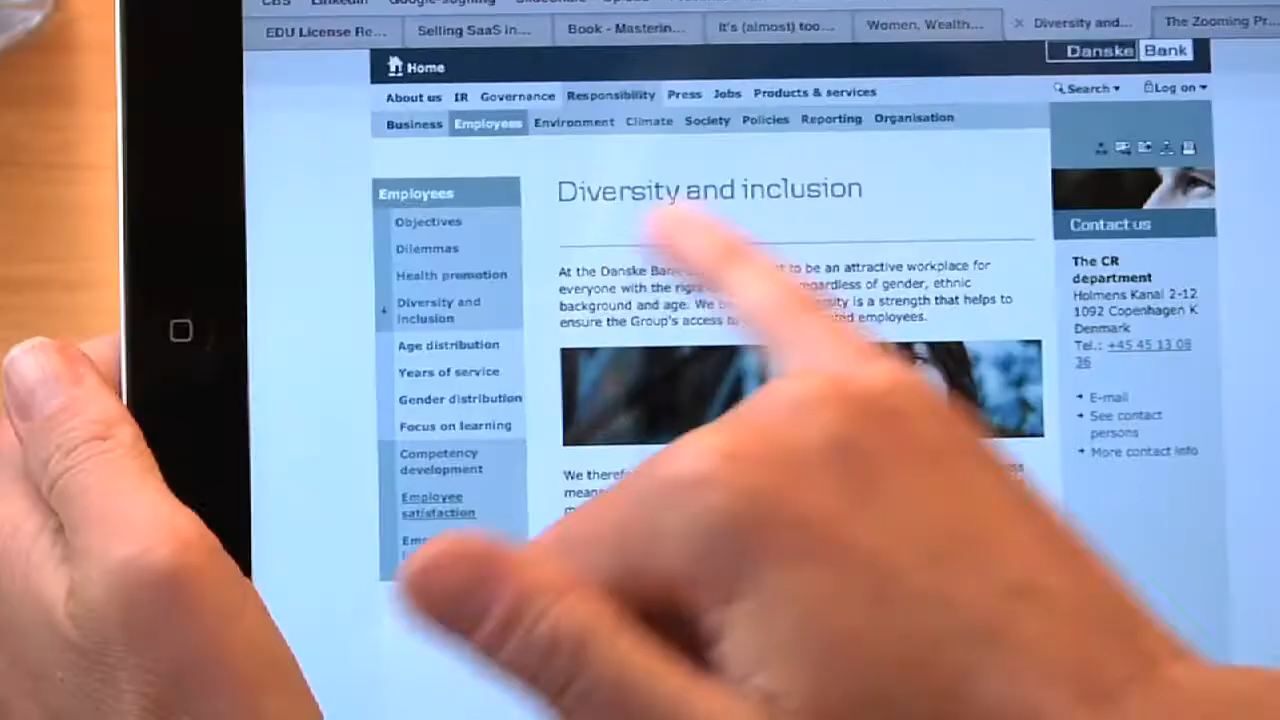 CBS LinkedIn
EDU License Re... Selling SaaS in... Book - Masterin... It's (almost) too... Women, Wealth... Diversity and... The Zooming Pr...
Home
Danske Bank
About us IR Governance Responsibility Press Jobs Products & services
Search Log on
Business Employees Environment Climate Society Policies Reporting Organisation
Employees
Objectives
Dilemmas
Health promotion
Diversity and
inclusion
Age distribution
Years of service
Gender distribution
Focus on learning
Competency
development
Employee
satisfaction
Diversity and inclusion
At the Danske to be an attractive workplace for
everyone with the regardless of gender, ethnic
background and age. We is a strength that helps to
ensure the Group's access to employees.
We
Contact us
The CR
department
Holmens Kanal 2-12
1092 Copenhagen K
Denmark
Tel.: +45 45 13 08
36
E-mail
See contact
persons
More contact info